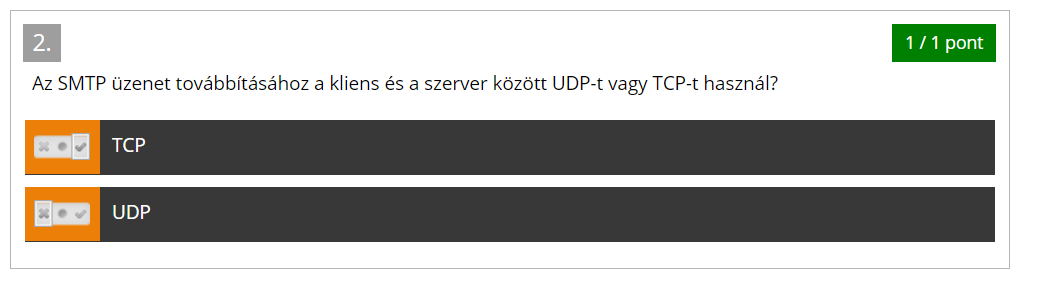 2.
1 / 1 pont
Az SMTP üzenet továbbításához a kliens és a szerver között UDP-t vagy TCP-t használ?
TCP
UDP